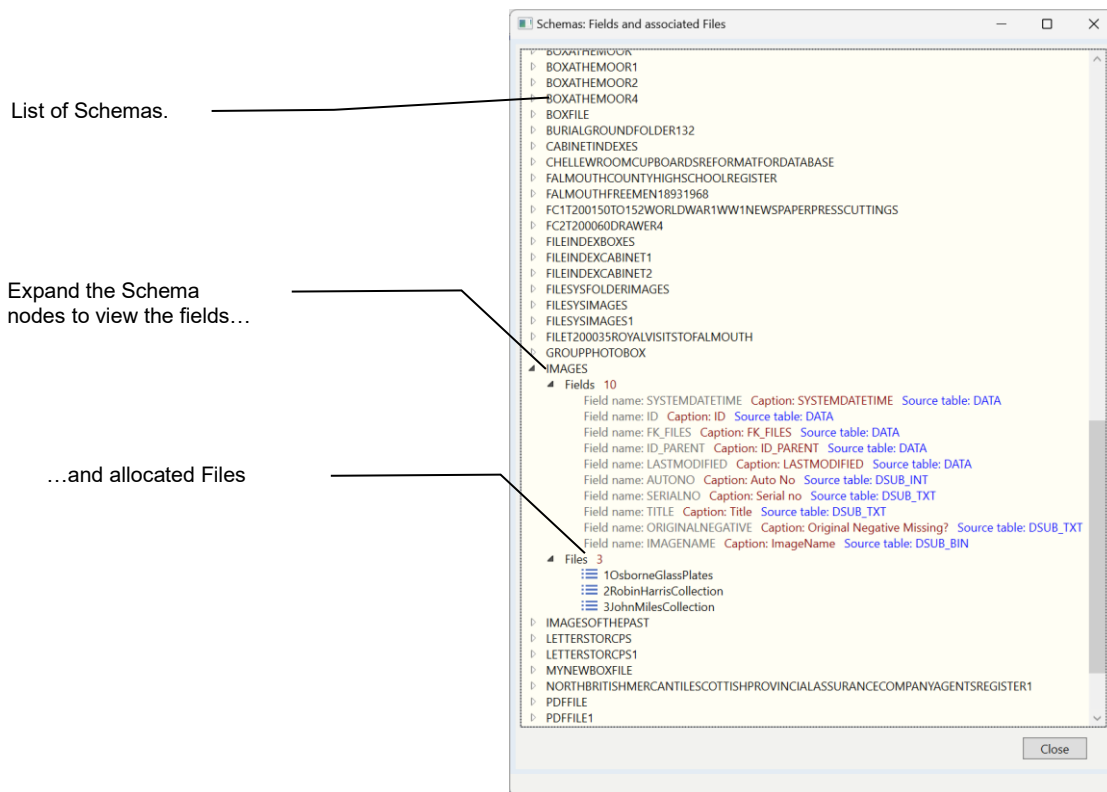 Schemas: Fields and associated Files
BOXATHEMOOR
BOXATHEMOOR1
BOXATHEMOOR2
List of Schemas.
BOXATHEMOOR4
BOXFILE
BURIALGROUNDFOLDER132
CABINETINDEXES
CHELLEWROOMCUPBOARDSREFORMATFORDATABASE
FALMOUTHCOUNTYHIGHSCHOOLREGISTER
FALMOUTHFREEMEN18931968
FC1T200150TO152WORLDWAR1WW1NEWSPAPERPRESSCUTTINGS
FC2T200060DRAWER4
FILEINDEXBOXES
FILEINDEXCABINET1
FILEINDEXCABINET2
Expand the Schema
nodes to view the fields…
FILESYSFOLDERIMAGES
FILESYSIMAGES
FILESYSIMAGES1
FILET200035ROYALVISITSTOFALMOUTH
GROUPPHOTOBOX
IMAGES
Fields 10
Field name: SYSTEMDATETIME Caption: SYSTEMDATETIME Source table: DATA
Field name: ID Caption: ID Source table: DATA
Field name: FK_FILES Caption: FK_FILES Source table: DATA
Field name: ID_PARENT Caption: ID_PARENT Source table: DATA
Field name: LASTMODIFIED Caption: LASTMODIFIED Source table: DATA
…and allocated Files
Field name: AUTONO Caption: Auto No Source table: DSUB_INT
Field name: SERIALNO Caption: Serial no Source table: DSUB_TXT
Field name: TITLE Caption: Title Source table: DSUB_TXT
Field name: ORIGINALNEGATIVE Caption: Original Negative Missing? Source table: DSUB_TXT
Field name: IMAGENAME Caption: ImageName Source table: DSUB_BIN
Files 3
1OsborneGlassPlates
2RobinHarrisCollection
3JohnMilesCollection
IMAGESOFTHEPAST
LETTERSTORCPS
LETTERSTORCPS1
MYNEWBOXFILE
NORTHBRITISHMERCANTILESCOTTISHPROVINCIALASSURANCECOMPANYAGENTSREGISTER1
PDFFILE
PDFFILE1
Close